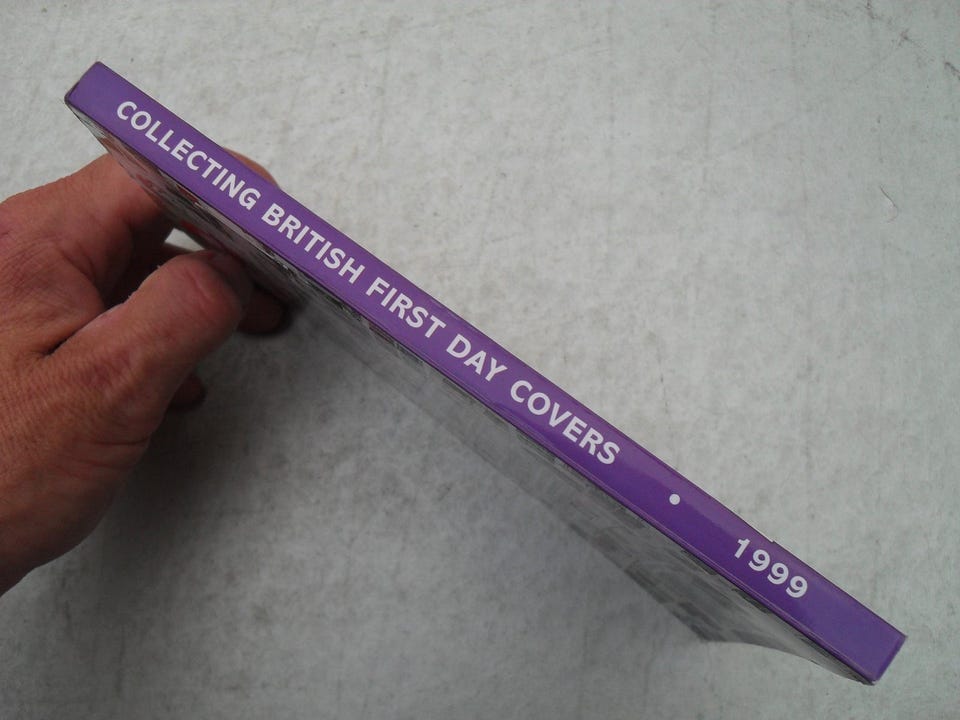 COLLECTING BRITISH FIRST DAY COVERS • 1999